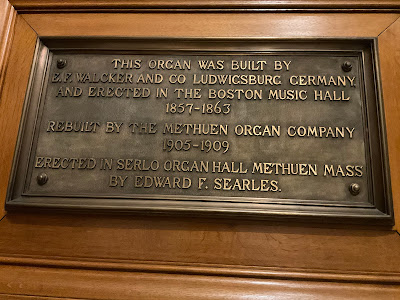 THIS ORGAN WAS BUILT BY
E.F. WALCKER AND CO LUDWICSBURG GERMANY,
AND ERECTED IN THE BOSTON MUSIC HALL
1857-1863
REBUILT BY THE METHUEN ORGAN COMPANY
1905-1909
ERECTED IN SERLO ORGAN HALL METHUEN MASS
BY EDWARD F. SEARLES.